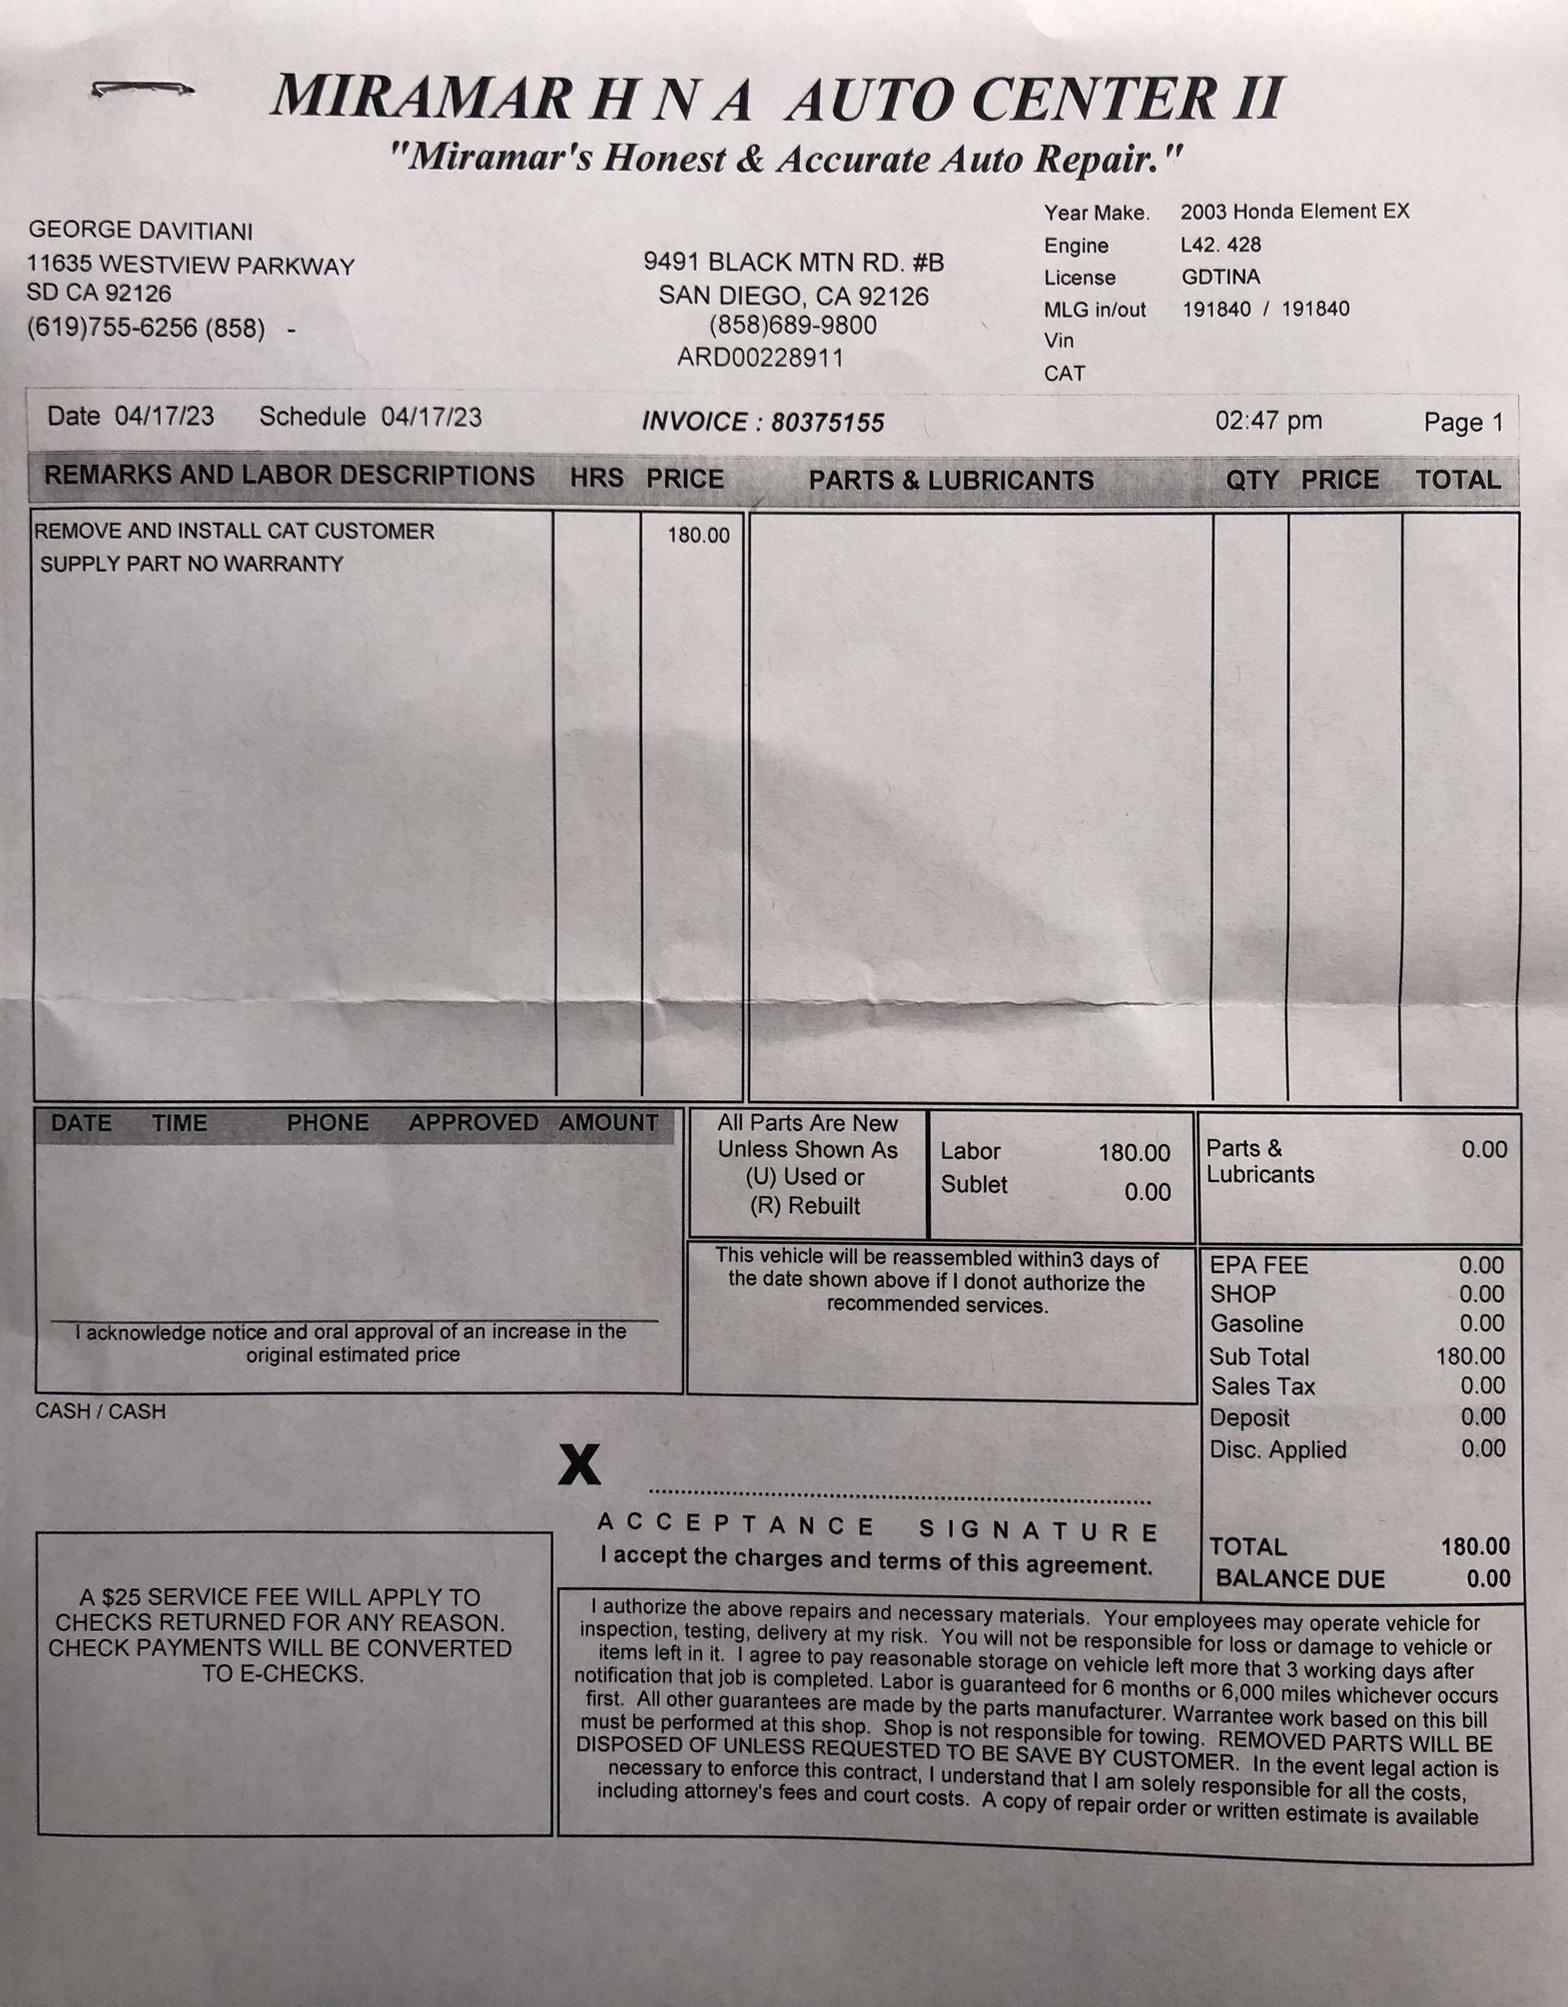 MIRAMAR H N A AUTO CENTER II
"Miramar's Honest & Accurate Auto Repair."
GEORGE DAVITIANI
11635 WESTVIEW PARKWAY
SD CA 92126
(619)755-6256 (858) -
9491 BLACK MTN RD. #B
SAN DIEGO, CA 92126
(858)689-9800
ARD00228911
Year Make. 2003 Honda Element EX
Engine L42. 428
License GDTINA
MLG in/out 191840 / 191840
Vin
CAT
Date 04/17/23 Schedule 04/17/23 INVOICE : 80375155 02:47 pm Page 1
REMARKS AND LABOR DESCRIPTIONS HRS PRICE PARTS & LUBRICANTS QTY PRICE TOTAL
REMOVE AND INSTALL CAT CUSTOMER 180.00
SUPPLY PART NO WARRANTY
DATE TIME PHONE APPROVED AMOUNT
I acknowledge notice and oral approval of an increase in the
original estimated price
All Parts Are New
Unless Shown As
(U) Used or
(R) Rebuilt
Labor 180.00
Sublet 0.00
Parts & 0.00
Lubricants
This vehicle will be reassembled within3 days of
the date shown above if I donot authorize the
recommended services.
EPA FEE 0.00
SHOP 0.00
Gasoline 0.00
Sub Total 180.00
Sales Tax 0.00
Deposit 0.00
Disc. Applied 0.00
TOTAL 180.00
BALANCE DUE 0.00
CASH / CASH
X
ACCEPTANCE SIGNATURE
I accept the charges and terms of this agreement.
A $25 SERVICE FEE WILL APPLY TO
CHECKS RETURNED FOR ANY REASON.
CHECK PAYMENTS WILL BE CONVERTED
TO E-CHECKS.
I authorize the above repairs and necessary materials. Your employees may operate vehicle for
inspection, testing, delivery at my risk. You will not be responsible for loss or damage to vehicle or
items left in it. I agree to pay reasonable storage on vehicle left more that 3 working days after
notification that job is completed. Labor is guaranteed for 6 months or 6,000 miles whichever occurs
first. All other guarantees are made by the parts manufacturer. Warrantee work based on this bill
must be performed at this shop. Shop is not responsible for towing. REMOVED PARTS WILL BE
DISPOSED OF UNLESS REQUESTED TO BE SAVE BY CUSTOMER. In the event legal action is
necessary to enforce this contract, I understand that I am solely responsible for all the costs,
including attorney's fees and court costs. A copy of repair order or written estimate is available